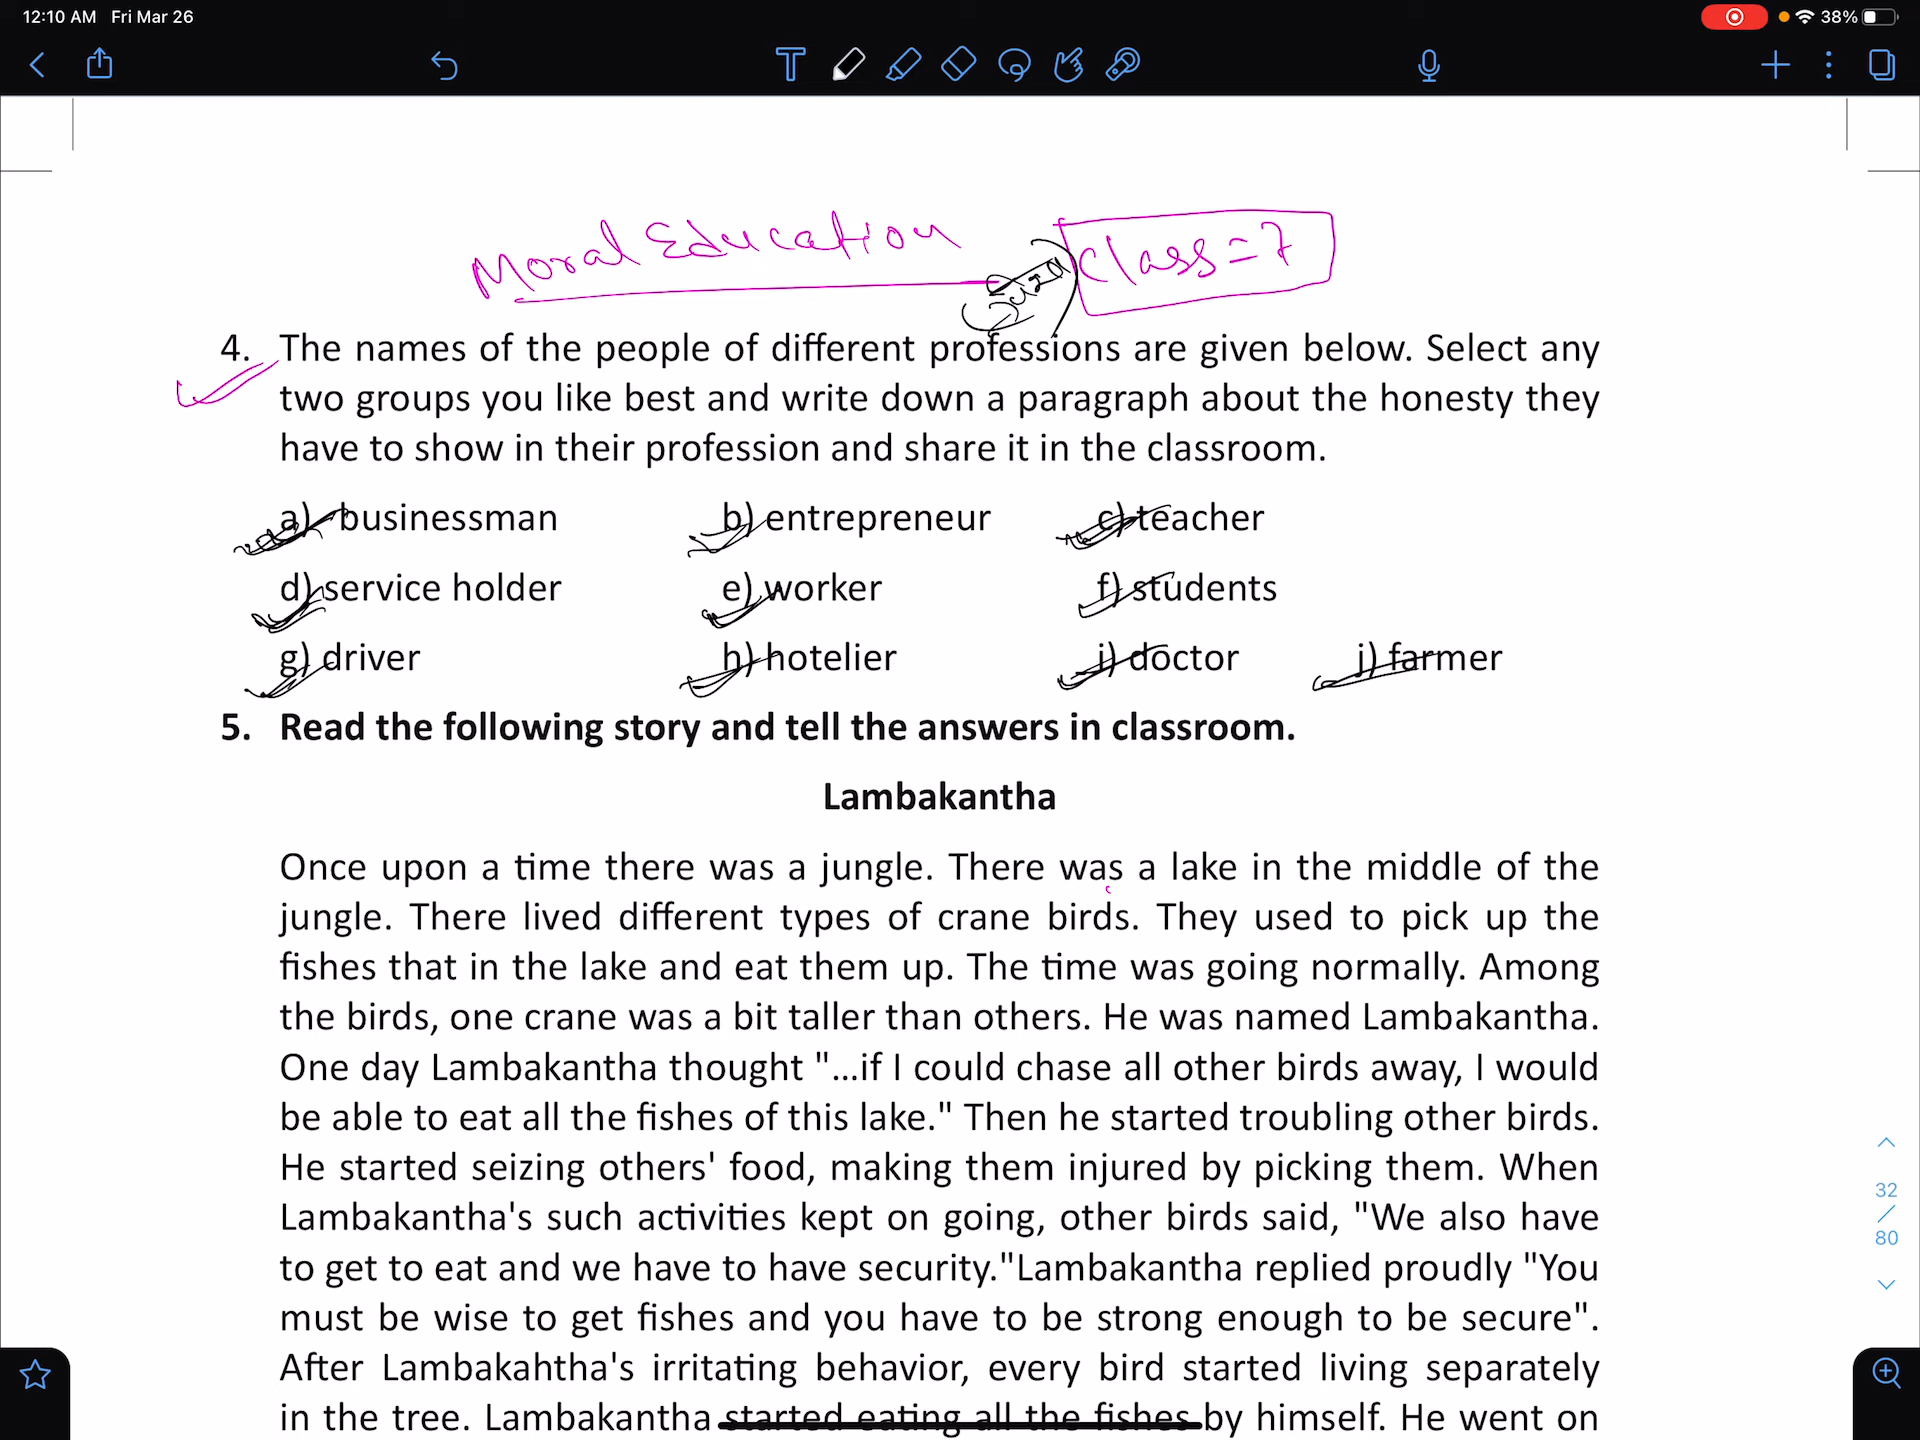 12:10 AM Fri Mar 26
38%
Moral Education
Class = 7
4. The names of the people of different professions are given below. Select any
two groups you like best and write down a paragraph about the honesty they
have to show in their profession and share it in the classroom.
a) businessman b) entrepreneur c) teacher
d) service holder e) worker f) students
g) driver h) hotelier i) doctor j) farmer
5. Read the following story and tell the answers in classroom.
Lambakantha
Once upon a time there was a jungle. There was a lake in the middle of the
jungle. There lived different types of crane birds. They used to pick up the
fishes that in the lake and eat them up. The time was going normally. Among
the birds, one crane was a bit taller than others. He was named Lambakantha.
One day Lambakantha thought "...if I could chase all other birds away, I would
be able to eat all the fishes of this lake." Then he started troubling other birds.
He started seizing others' food, making them injured by picking them. When
Lambakantha's such activities kept on going, other birds said, "We also have
to get to eat and we have to have security."Lambakantha replied proudly "You
must be wise to get fishes and you have to be strong enough to be secure".
After Lambakahtha's irritating behavior, every bird started living separately
in the tree. Lambakantha started eating all the fishes by himself. He went on
32
/
80